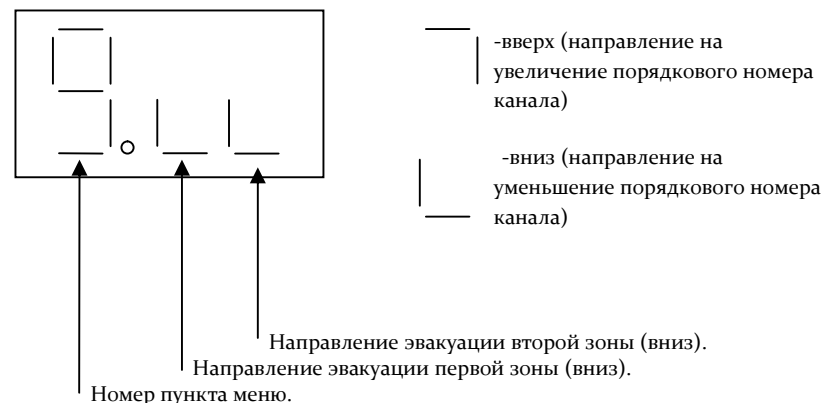 9.
-вверх (направление на
увеличение порядкового номера
канала)
-вниз (направление на
уменьшение порядкового номера
канала)
Направление эвакуации второй зоны (вниз).
Направление эвакуации первой зоны (вниз).
Номер пункта меню.